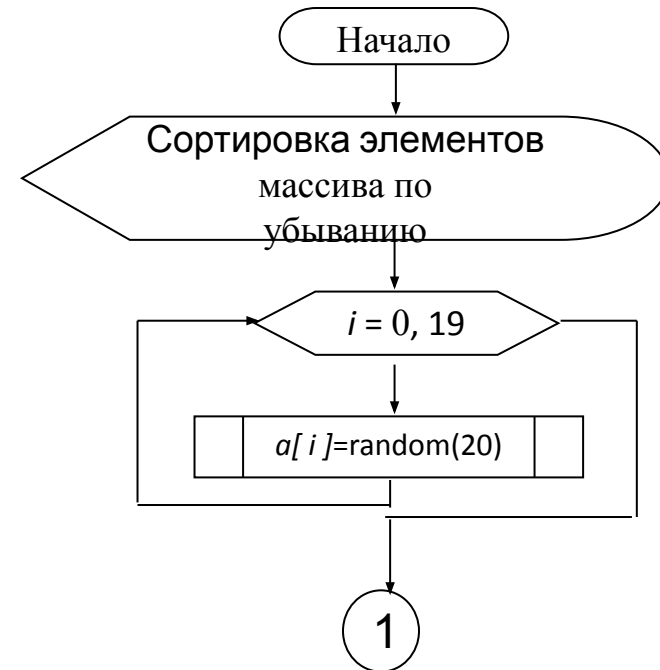 Начало
Сортировка элементов
массива по
убыванию
i = 0, 19
a[ i ]=random(20)
1